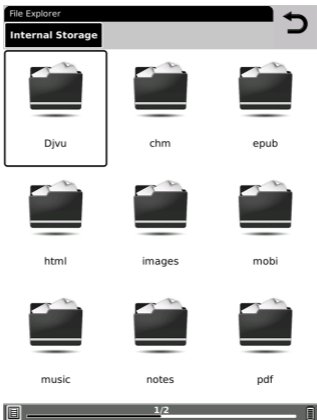 File Explorer
Internal Storage
Djvu chm epub
html images mobi
music notes pdf
1/2